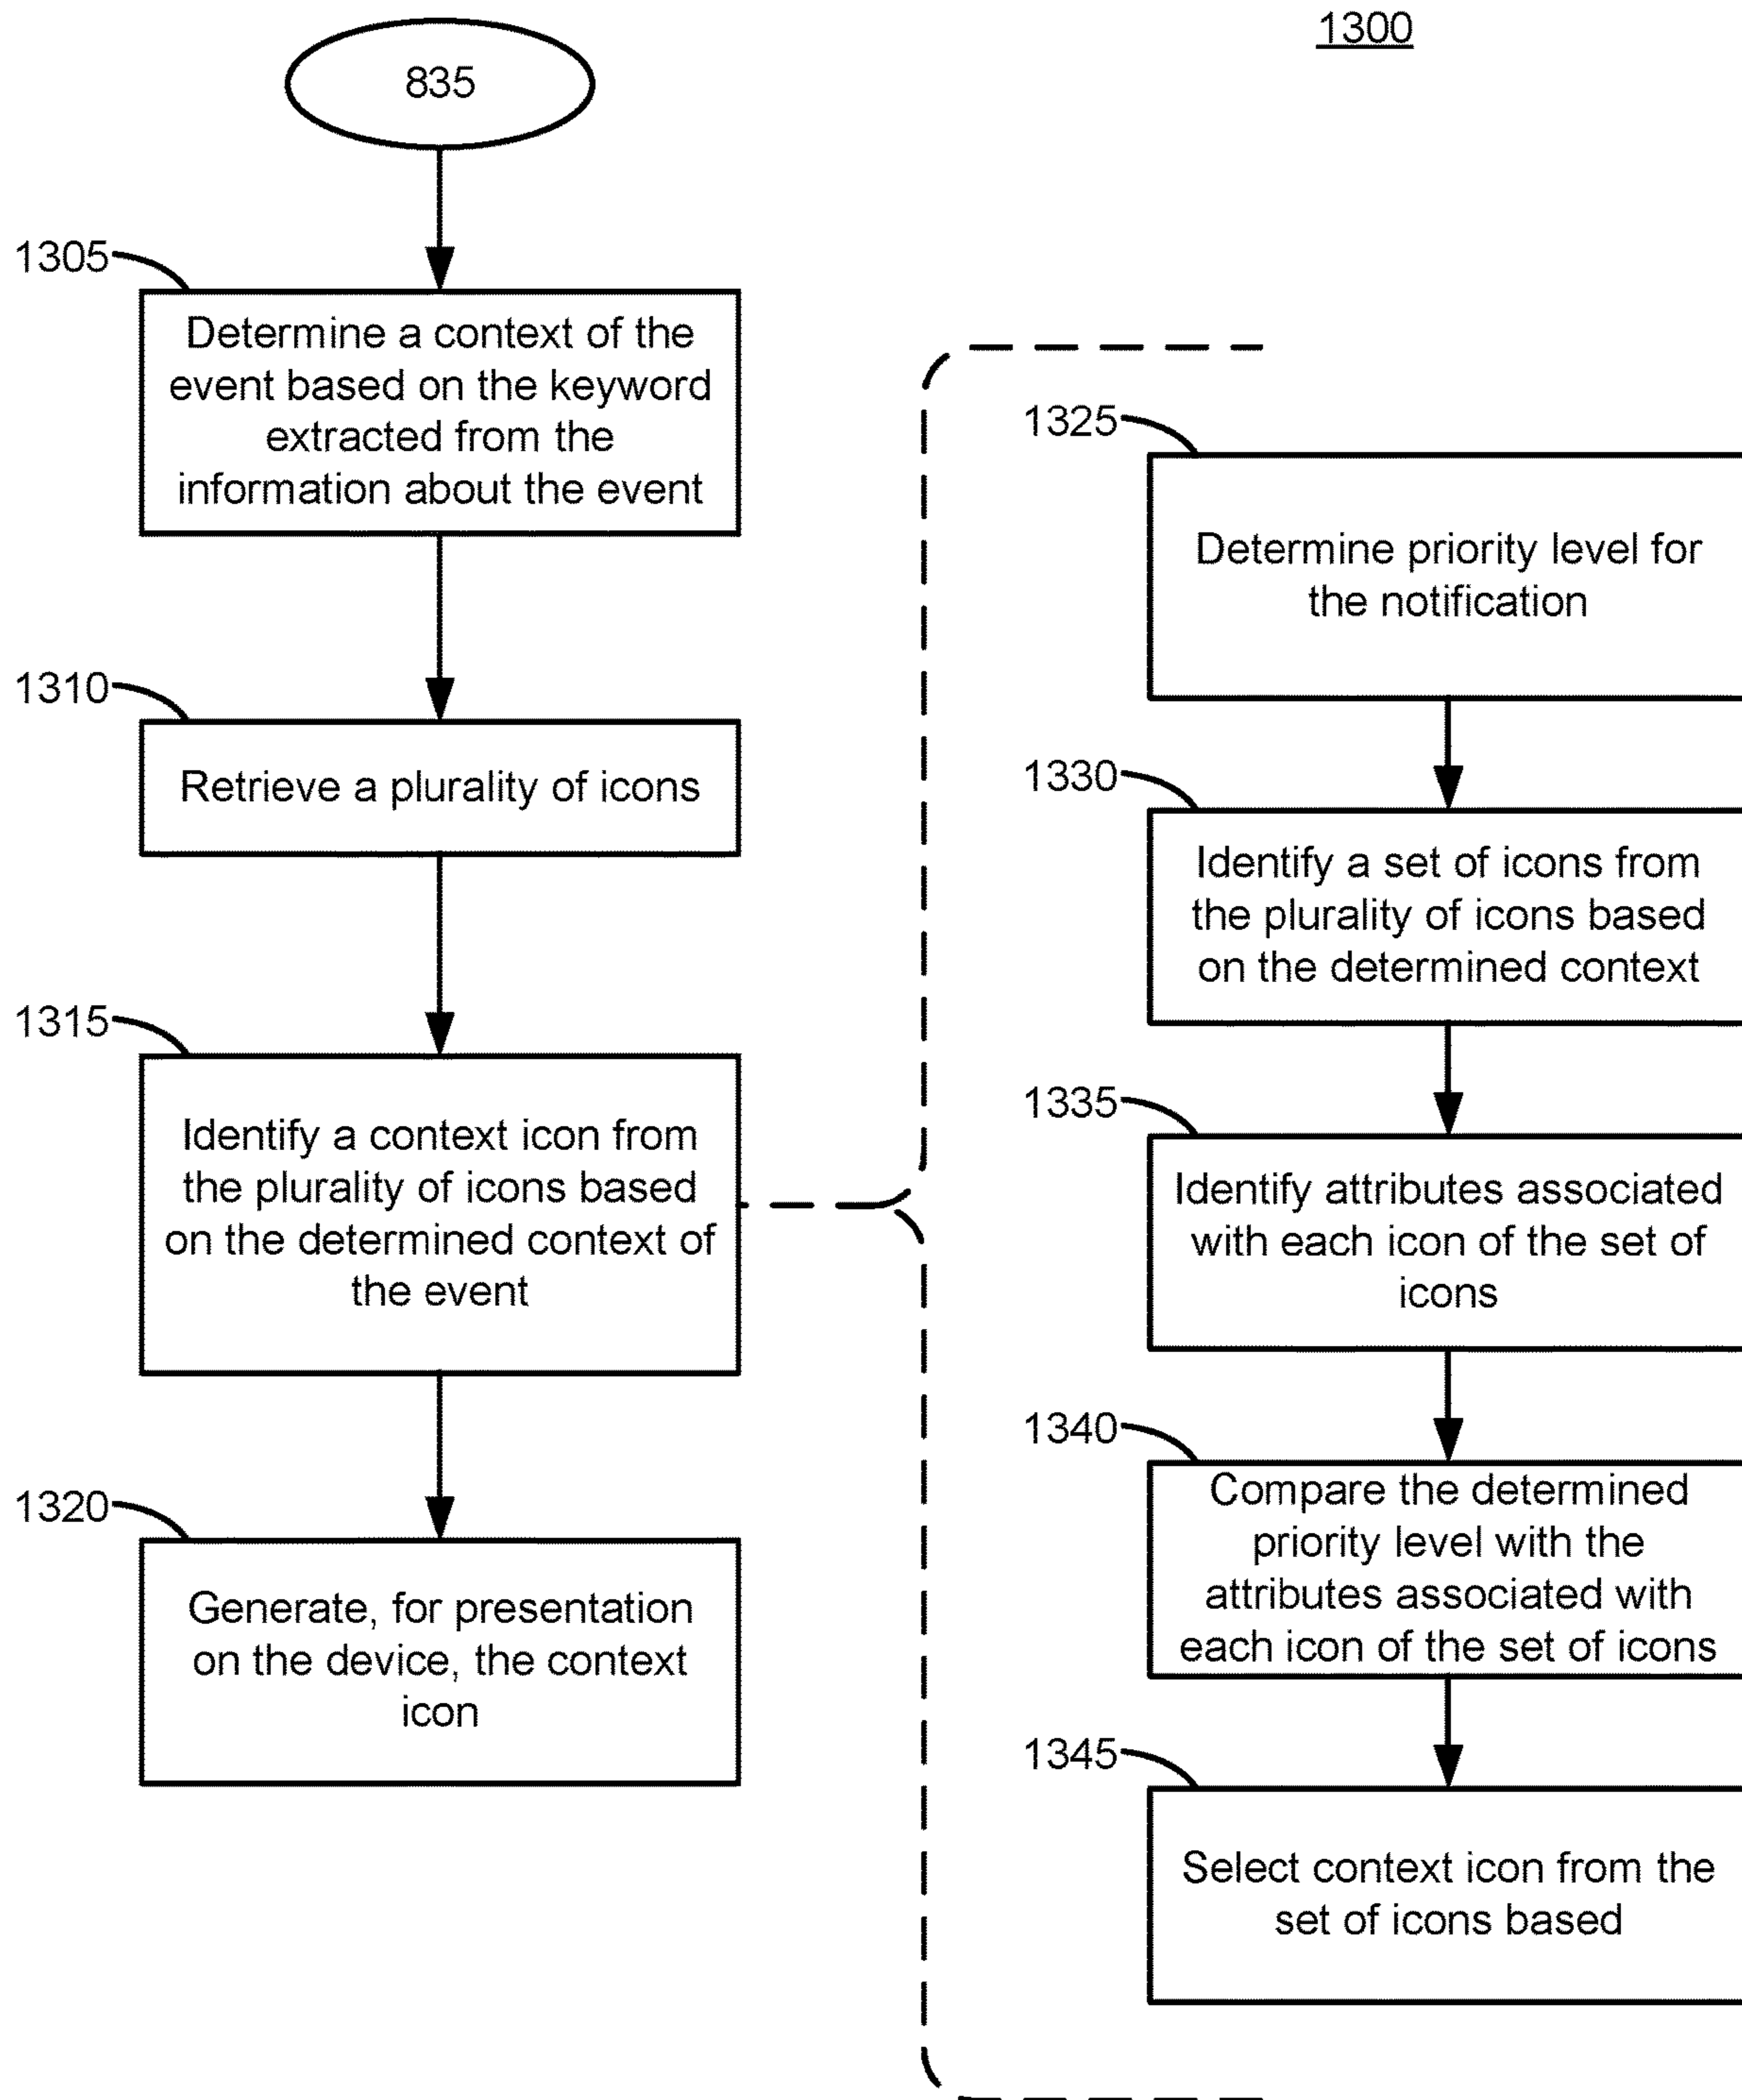 1300
835
1305
Determine a context of the
event based on the keyword
extracted from the
information about the event
1310
Retrieve a plurality of icons
1315
Identify a context icon from
the plurality of icons based
on the determined context of
the event
1320
Generate, for presentation
on the device, the context
icon
1325
Determine priority level for
the notification
1330
Identify a set of icons from
the plurality of icons based
on the determined context
1335
Identify attributes associated
with each icon of the set of
icons
1340
Compare the determined
priority level with the
attributes associated with
each icon of the set of icons
1345
Select context icon from the
set of icons based